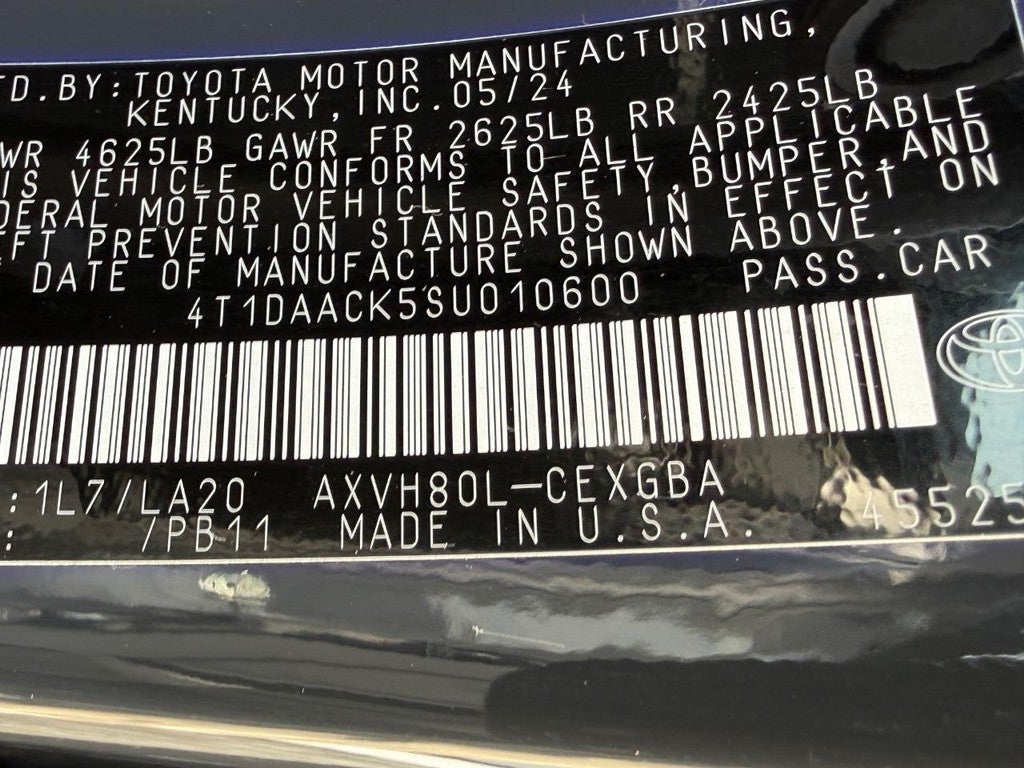 TD. BY: TOYOTA MOTOR MANUFACTURING,
KENTUCKY, INC. 05/24
WR 4625LB GAWR FR 2625LB RR 2425LB
IS VEHICLE CONFORMS TO ALL APPLICABLE
DERAL MOTOR VEHICLE SAFETY, BUMPER, AND
EFT PREVENTION STANDARDS IN EFFECT ON
DATE OF MANUFACTURE SHOWN ABOVE.
4T1DAACK5SU010600 PASS. CAR
:1L7/LA20 AXVH80L-CEXGBA
: /PB11 MADE IN U.S.A. 45525